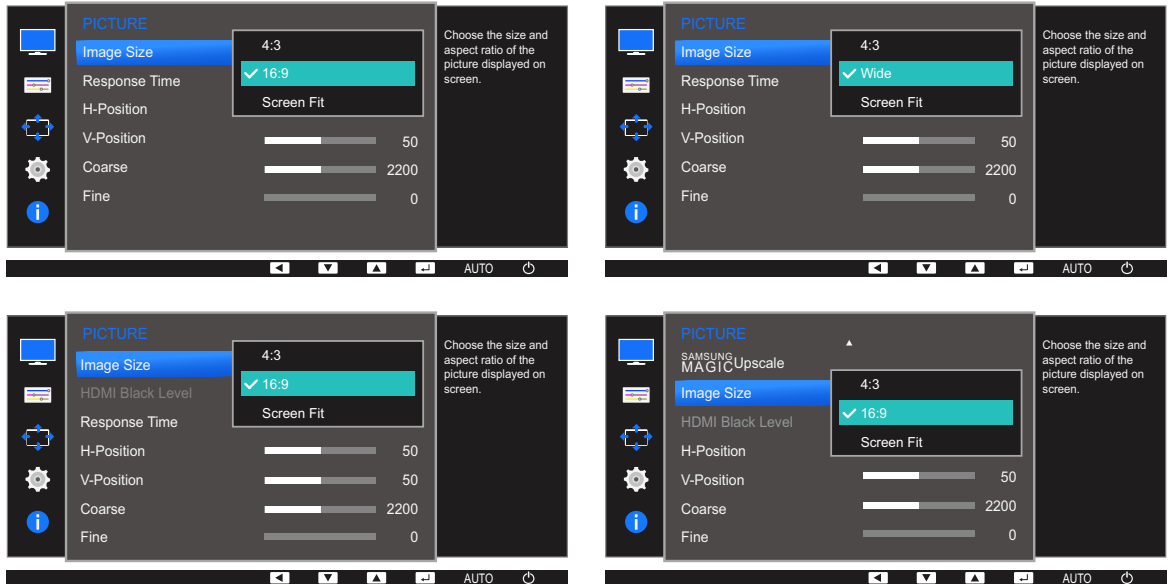 PICTURE
Image Size
4:3
Response Time
16:9
H-Position
Screen Fit
V-Position
50
Coarse
2200
Fine
0
Choose the size and
aspect ratio of the
picture displayed on
screen.
AUTO
PICTURE
Image Size
4:3
Response Time
Wide
H-Position
Screen Fit
V-Position
50
Coarse
2200
Fine
0
Choose the size and
aspect ratio of the
picture displayed on
screen.
AUTO
PICTURE
Image Size
4:3
HDMI Black Level
16:9
Response Time
Screen Fit
H-Position
50
V-Position
50
Coarse
2200
Fine
0
Choose the size and
aspect ratio of the
picture displayed on
screen.
AUTO
PICTURE
SAMSUNG
MAGICUpscale
Image Size
4:3
HDMI Black Level
16:9
H-Position
Screen Fit
V-Position
50
Coarse
2200
Fine
0
Choose the size and
aspect ratio of the
picture displayed on
screen.
AUTO